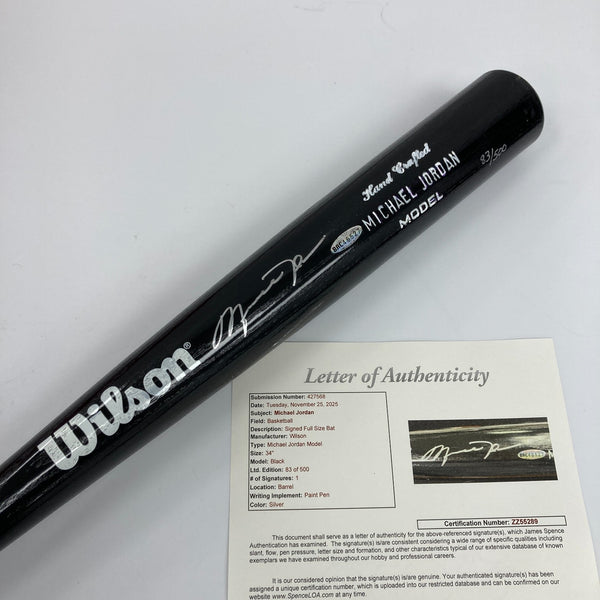 83/500
Hand Crafted
MICHAEL JORDAN
MODEL
Wilson®
Letter of Authenticity
Submission Number: 427568
Date: Tuesday, November 25, 2025
Subject: Michael Jordan
Field: Basketball
Description: Signed Full Size Bat
Manufacturer: Wilson
Type: Michael Jordan Model
Size: 34"
Model: Black
Ltd. Edition: 83 of 500
# of Signatures: 1
Location: Barrel
Writing Implement: Paint Pen
Color: Silver
Certification Number: ZZ55289
This document shall serve as a letter of authenticity for the above-referenced signature(s), which James Spence
Authentication has examined. The signature(s) is/are consistent considering a wide range of specific qualities including
slant, flow, pen pressure, letter size and formation, and other characteristics typical of our extensive database of known
exemplars we have examined throughout our hobby and professional careers.
It is our considered opinion that the signature(s) is/are genuine. Your authenticated signature(s) has been
assigned a unique certification number, which is uploaded into our restricted database and can be confirmed on our
website at www.SpenceLOA.com at any time.